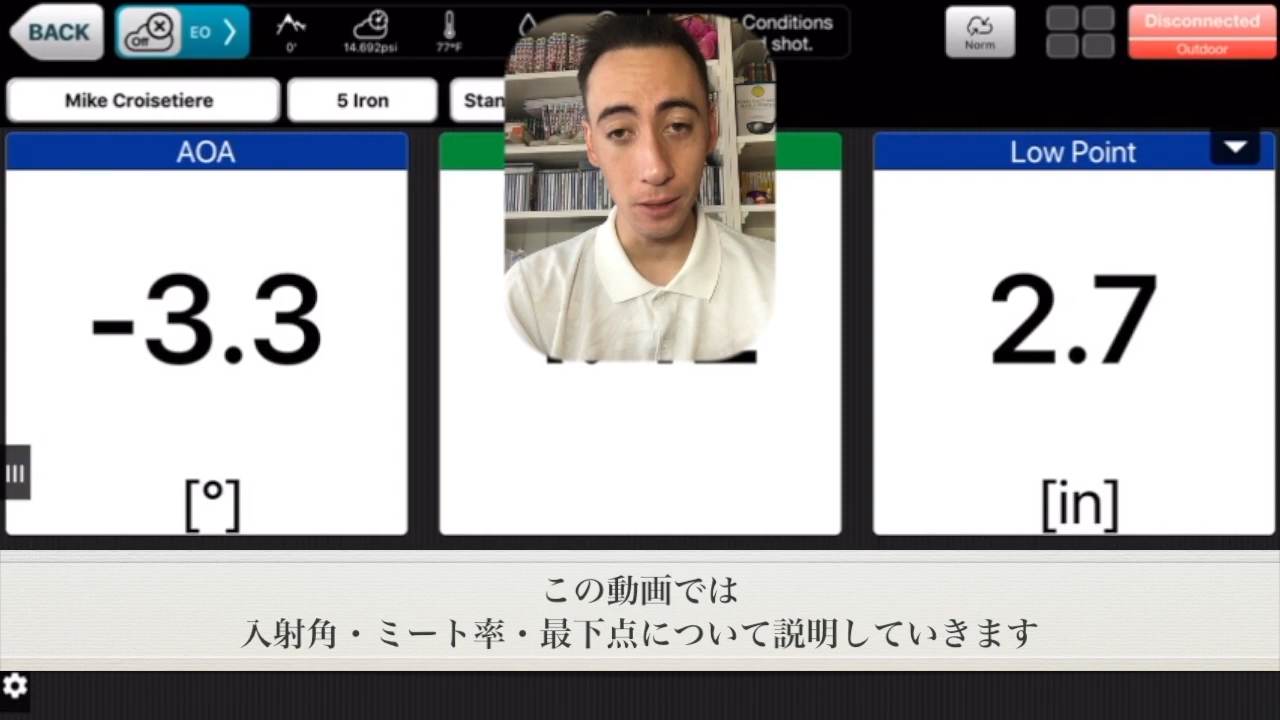 BACK
Off
EO
0'
14.692psi
77°F
Conditions
shot.
Norm
Disconnected
Outdoor
Mike Croisetiere
5 Iron
AOA
Low Point
-3.3
2.7
[°]
[in]
この動画では
入射角・ミート率・最下点について説明していきます